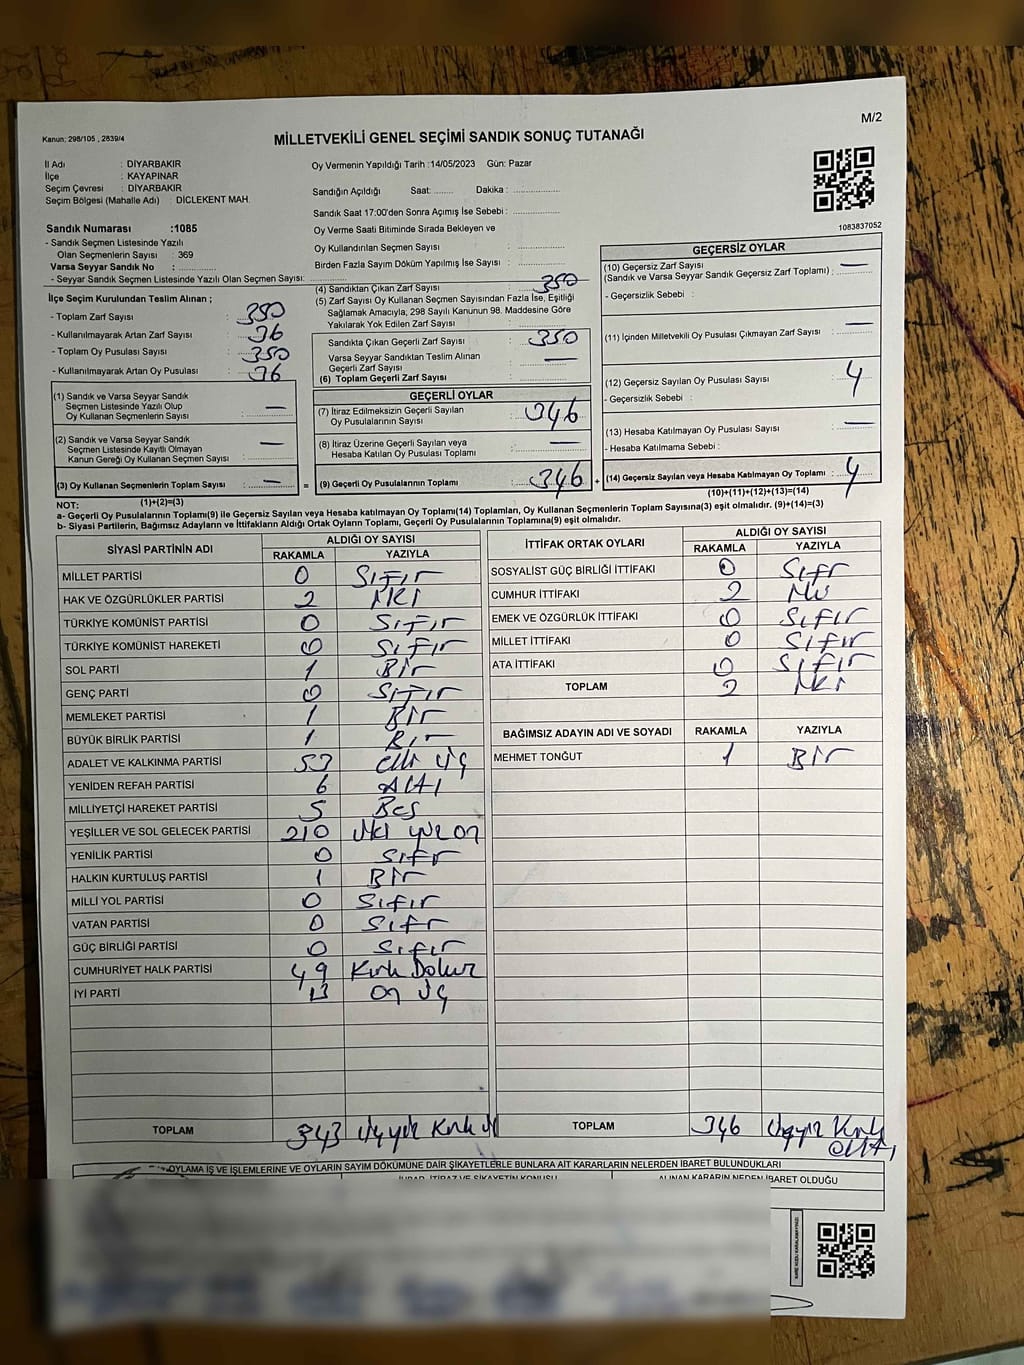 M/2
Kanun: 298/105 , 2839/4
MİLLETVEKİLİ GENEL SEÇİMİ SANDIK SONUÇ TUTANAĞI
İl Adı : DİYARBAKIR
İlçe : KAYAPINAR
Seçim Çevresi : DİYARBAKIR
Seçim Bölgesi (Mahalle Adı) : DİCLEKENT MAH.
Sandık Numarası :1085
- Sandık Seçmen Listesinde Yazılı
Olan Seçmenlerin Sayısı : 369
Varsa Seyyar Sandık No :
- Seyyar Sandık Seçmen Listesinde Yazılı Olan Seçmen Sayısı:
Oy Vermenin Yapıldığı Tarih :14/05/2023 Gün: Pazar
Sandığın Açıldığı Saat: Dakika :
Sandık Saat 17:00'den Sonra Açımış İse Sebebi :
Oy Verme Saati Bitiminde Sırada Bekleyen ve
Oy Kullandırılan Seçmen Sayısı :
Birden Fazla Sayım Döküm Yapılmış İse Sayısı :
1083837052
İlçe Seçim Kurulundan Teslim Alınan ;
- Toplam Zarf Sayısı : 380
- Kullanılmayarak Artan Zarf Sayısı : 36
- Toplam Oy Pusulası Sayısı : 350
- Kullanılmayarak Artan Oy Pusulası : 36
(1) Sandık ve Varsa Seyyar Sandık
Seçmen Listesinde Yazılı Olup
Oy Kullanan Seçmenlerin Sayısı : —
(2) Sandık ve Varsa Seyyar Sandık
Seçmen Listesinde Kayıtlı Olmayan
Kanun Gereği Oy Kullanan Seçmen Sayısı : —
(3) Oy Kullanan Seçmenlerin Toplam Sayısı : —
(4) Sandıktan Çıkan Zarf Sayısı : 350
(5) Zarf Sayısı Oy Kullanan Seçmen Sayısından Fazla İse, Eşitliği
Sağlamak Amacıyla, 298 Sayılı Kanunun 98. Maddesine Göre
Yakılarak Yok Edilen Zarf Sayısı :
Sandıkta Çıkan Geçerli Zarf Sayısı : 350
Varsa Seyyar Sandıktan Teslim Alınan
Geçerli Zarf Sayısı : —
(6) Toplam Geçerli Zarf Sayısı :
GEÇERLİ OYLAR
(7) İtiraz Edilmeksizin Geçerli Sayılan
Oy Pusulalarının Sayısı : 346
(8) İtiraz Üzerine Geçerli Sayılan veya
Hesaba Katılan Oy Pusulası Toplamı : —
= (9) Geçerli Oy Pusulalarının Toplamı : 346 +
GEÇERSİZ OYLAR
(10) Geçersiz Zarf Sayısı
(Sandık ve Varsa Seyyar Sandık Geçersiz Zarf Toplamı) : —
- Geçersizlik Sebebi :
(11) İçinden Milletvekili Oy Pusulası Çıkmayan Zarf Sayısı : —
(12) Geçersiz Sayılan Oy Pusulası Sayısı : 4
- Geçersizlik Sebebi :
(13) Hesaba Katılmayan Oy Pusulası Sayısı : —
- Hesaba Katılmama Sebebi :
(14) Geçersiz Sayılan veya Hesaba Katılmayan Oy Toplamı : 4
NOT: (1)+(2)=(3)
(10)+(11)+(12)+(13)=(14)
a- Geçerli Oy Pusulalarının Toplamı(9) ile Geçersiz Sayılan veya Hesaba Katılmayan Oy Toplamı(14) Toplamları, Oy Kullanan Seçmenlerin Toplam Sayısına(3) eşit olmalıdır. (9)+(14)=(3)
b- Siyasi Partilerin, Bağımsız Adayların ve İttifakların Aldığı Ortak Oyların Toplamı, Geçerli Oy Pusulalarının Toplamına(9) eşit olmalıdır.
SİYASİ PARTİNİN ADI ALDIĞI OY SAYISI
RAKAMLA YAZIYLA
MİLLET PARTİSİ 0 Sıfır
HAK VE ÖZGÜRLÜKLER PARTİSİ 2 İki
TÜRKİYE KOMÜNİST PARTİSİ 0 Sıfır
TÜRKİYE KOMÜNİST HAREKETİ 0 Sıfır
SOL PARTİ 1 Bir
GENÇ PARTİ 0 Sıfır
MEMLEKET PARTİSİ 1 Bir
BÜYÜK BİRLİK PARTİSİ 1 Bir
ADALET VE KALKINMA PARTİSİ 53 elli üç
YENİDEN REFAH PARTİSİ 6 Altı
MİLLİYETÇİ HAREKET PARTİSİ 5 Beş
YEŞİLLER VE SOL GELECEK PARTİSİ 210 iki yüz on
YENİLİK PARTİSİ 0 Sıfır
HALKIN KURTULUŞ PARTİSİ 1 Bir
MİLLİ YOL PARTİSİ 0 Sıfır
VATAN PARTİSİ 0 Sıfır
GÜÇ BİRLİĞİ PARTİSİ 0 Sıfır
CUMHURİYET HALK PARTİSİ 49 Kırk Dokuz
İYİ PARTİ 13 on üç
TOPLAM 343 üçyüz Kırk
İTTİFAK ORTAK OYLARI ALDIĞI OY SAYISI
RAKAMLA YAZIYLA
SOSYALİST GÜÇ BİRLİĞİ İTTİFAKI 0 Sıfır
CUMHUR İTTİFAKI 2 İki
EMEK VE ÖZGÜRLÜK İTTİFAKI 0 Sıfır
MİLLET İTTİFAKI 0 Sıfır
ATA İTTİFAKI 0 Sıfır
TOPLAM 2 İki
BAĞIMSIZ ADAYIN ADI VE SOYADI RAKAMLA YAZIYLA
MEHMET TONĞUT 1 Bir
TOPLAM 346 üçyüz Kırk
altı
OYLAMA İŞ VE İŞLEMLERİNE VE OYLARIN SAYIM DÖKÜMÜNE DAİR ŞİKAYETLERLE BUNLARA AİT KARARLARIN NELERDEN İBARET BULUNDUKLARI
İHBAR, İTİRAZ VE ŞİKAYETİN KONUSU ALINAN KARARIN NEDEN İBARET OLDUĞU